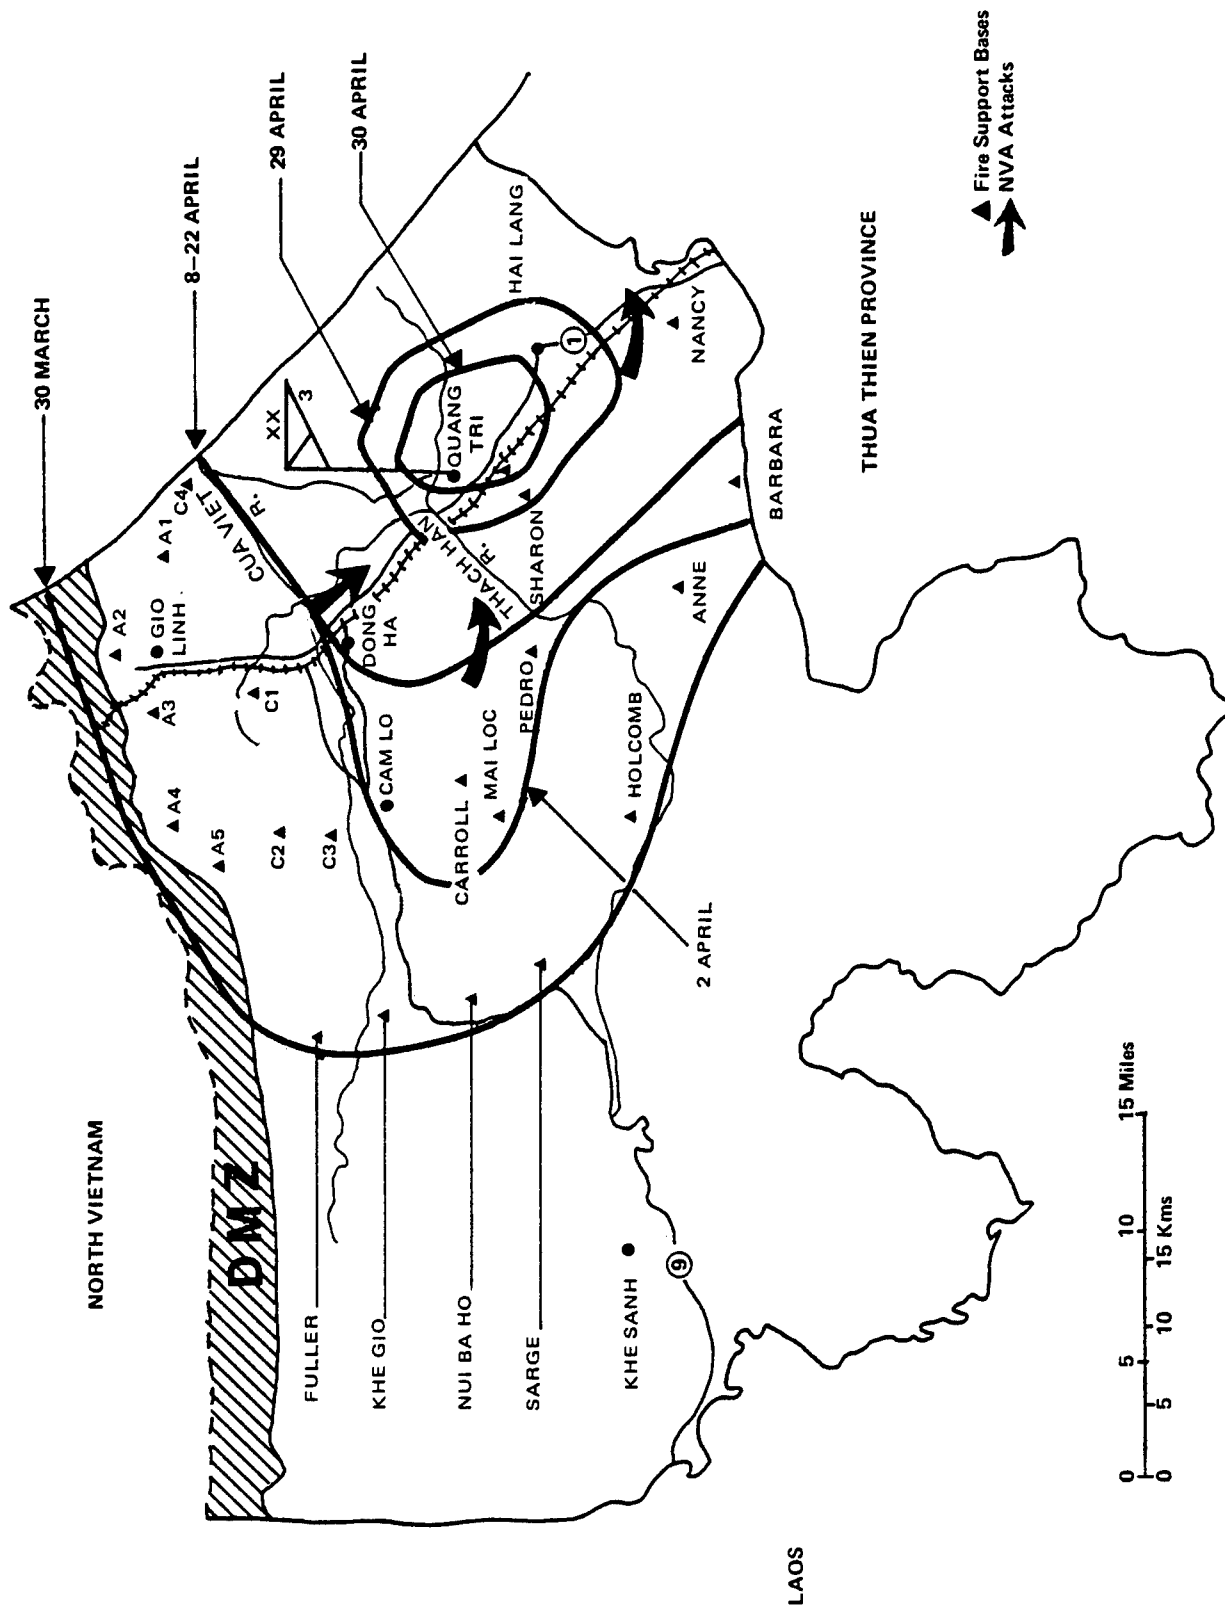 NORTH VIETNAM
30 MARCH
8–22 APRIL
29 APRIL
30 APRIL
DMZ
A2
A1
C4
GIO
LINH
A3
A4
A5
C1
C2
C3
CUA VIET
R.
XX
3
QUANG
TRI
HAI LANG
DONG
HA
THACH HAN
R.
CAM LO
CARROLL
MAI LOC
PEDRO
SHARON
1
NANCY
ANNE
BARBARA
HOLCOMB
2 APRIL
FULLER
KHE GIO
NUI BA HO
SARGE
KHE SANH
9
LAOS
THUA THIEN PROVINCE
Fire Support Bases
NVA Attacks
0 5 10 15 Miles
0 5 10 15 Kms